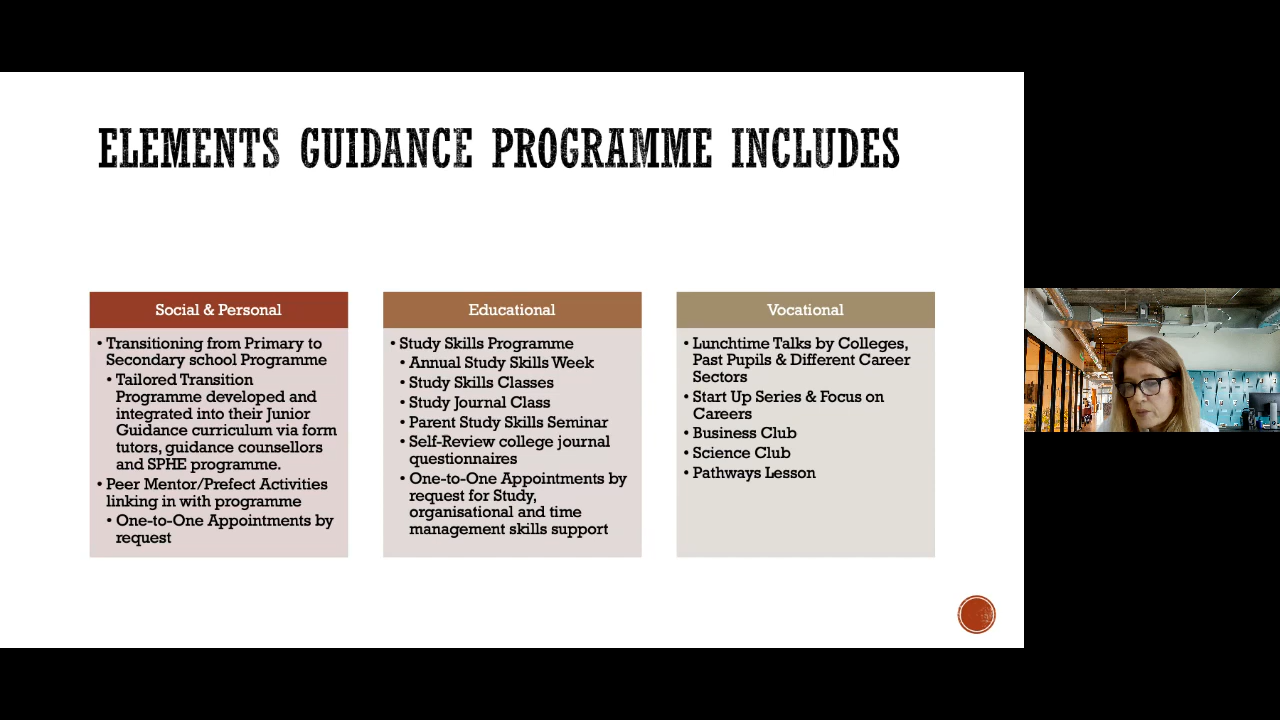 ELEMENTS GUIDANCE PROGRAMME INCLUDES
Social & Personal
• Transitioning from Primary to
Secondary school Programme
• Tailored Transition
Programme developed and
integrated into their Junior
Guidance curriculum via form
tutors, guidance counsellors
and SPHE programme.
• Peer Mentor/Prefect Activities
linking in with programme
• One-to-One Appointments by
request
Educational
• Study Skills Programme
• Annual Study Skills Week
• Study Skills Classes
• Study Journal Class
• Parent Study Skills Seminar
• Self-Review college journal
questionnaires
• One-to-One Appointments by
request for Study,
organisational and time
management skills support
Vocational
• Lunchtime Talks by Colleges,
Past Pupils & Different Career
Sectors
• Start Up Series & Focus on
Careers
• Business Club
• Science Club
• Pathways Lesson